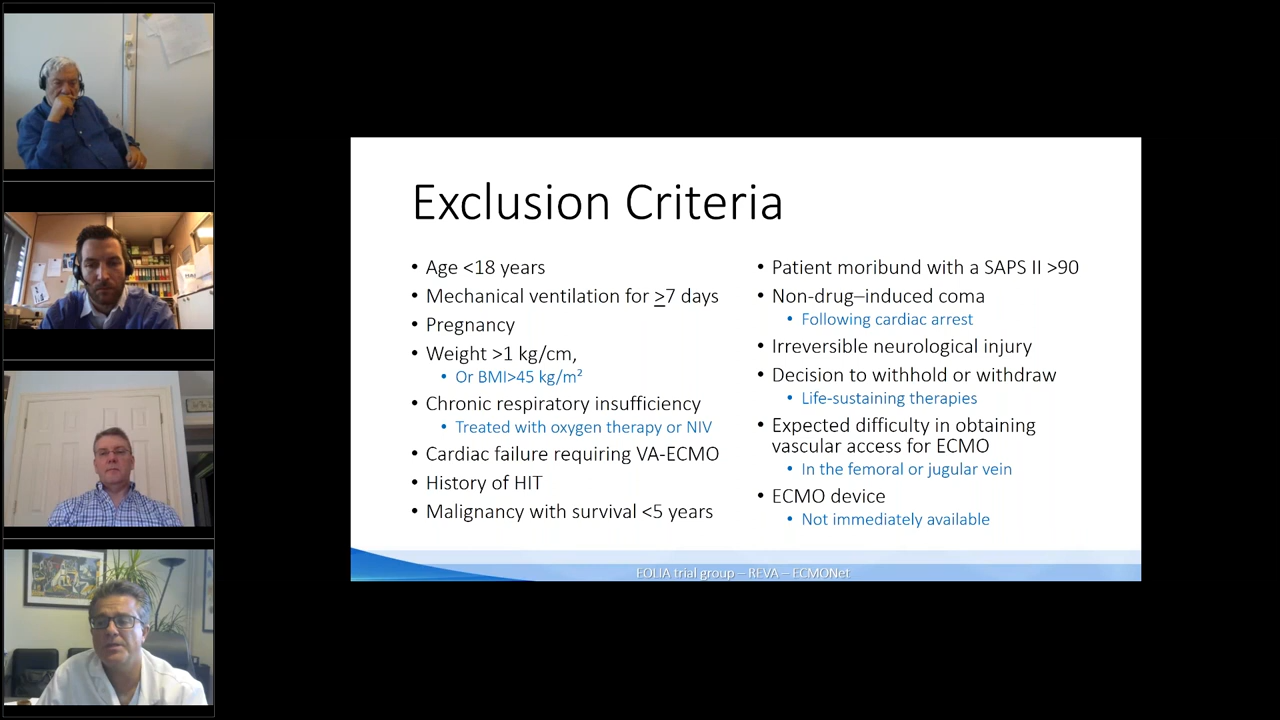 Exclusion Criteria
• Age <18 years
• Mechanical ventilation for ≥7 days
• Pregnancy
• Weight >1 kg/cm,
• Or BMI>45 kg/m²
• Chronic respiratory insufficiency
• Treated with oxygen therapy or NIV
• Cardiac failure requiring VA-ECMO
• History of HIT
• Malignancy with survival <5 years
• Patient moribund with a SAPS II >90
• Non-drug–induced coma
• Following cardiac arrest
• Irreversible neurological injury
• Decision to withhold or withdraw
• Life-sustaining therapies
• Expected difficulty in obtaining
vascular access for ECMO
• In the femoral or jugular vein
• ECMO device
• Not immediately available
EOLIA trial group – REVA – ECMONet